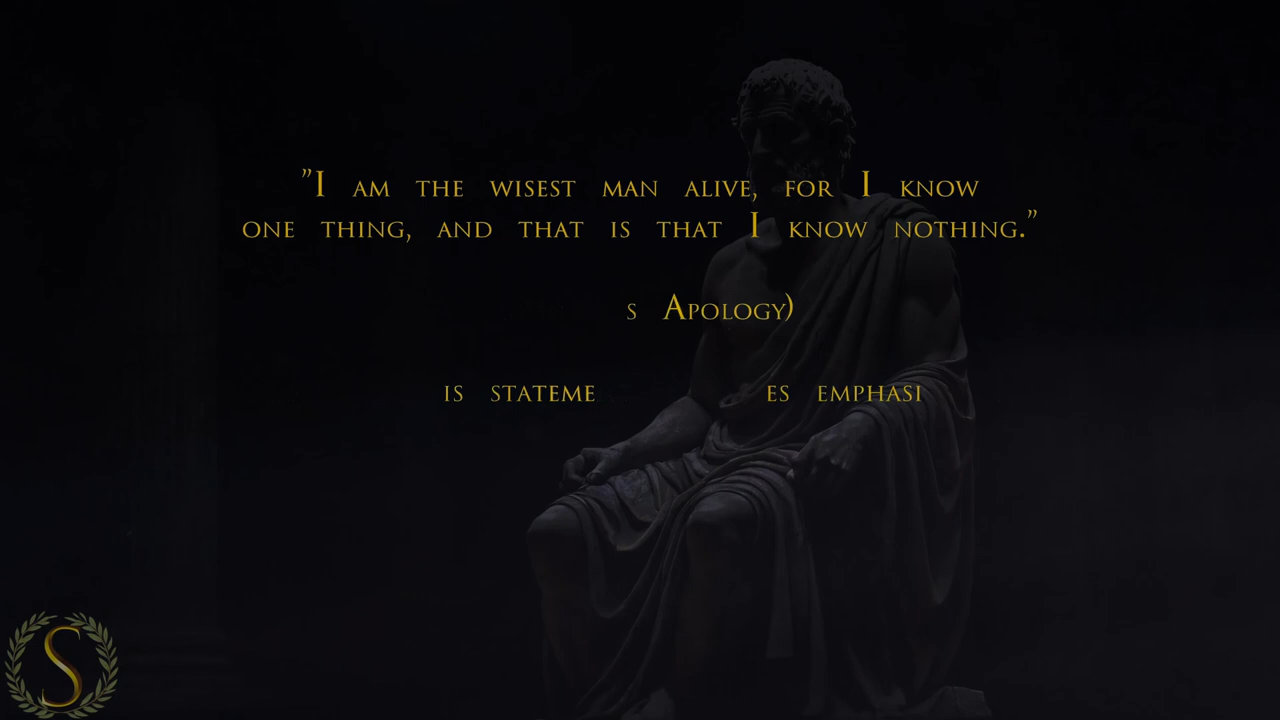 ”I am the wisest man alive, for I know
one thing, and that is that I know nothing.”
s Apology)
is stateme es emphasi
S